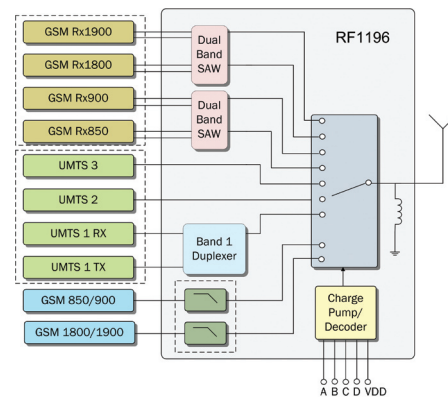 RF1196
GSM Rx1900
GSM Rx1800
GSM Rx900
GSM Rx850
Dual
Band
SAW
Dual
Band
SAW
UMTS 3
UMTS 2
UMTS 1 RX
UMTS 1 TX
Band 1
Duplexer
GSM 850/900
GSM 1800/1900
Charge
Pump/
Decoder
A B C D VDD